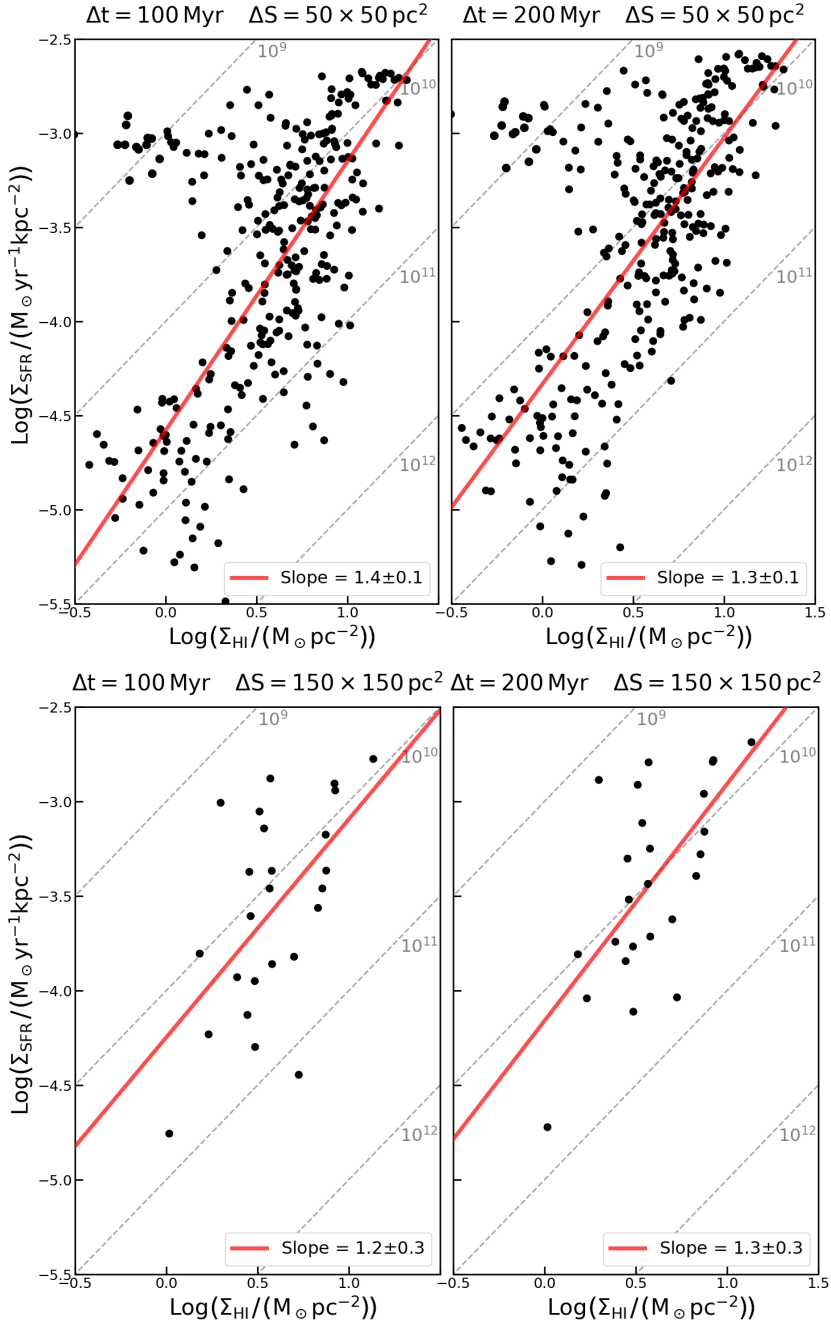 Δt = 100 Myr ΔS = 50 × 50 pc²
Δt = 200 Myr ΔS = 50 × 50 pc²
−2.5
−3.0
−3.5
−4.0
−4.5
−5.0
−5.5
Log(Σ_SFR/(M_⊙ yr⁻¹kpc⁻²))
10⁹
10¹⁰
10¹¹
10¹²
Slope = 1.4±0.1
−0.5 0.0 0.5 1.0
Log(Σ_HI/(M_⊙ pc⁻²))
10⁹
10¹⁰
10¹¹
10¹²
Slope = 1.3±0.1
−0.5 0.0 0.5 1.0 1.5
Log(Σ_HI/(M_⊙ pc⁻²))
Δt = 100 Myr ΔS = 150 × 150 pc²
Δt = 200 Myr ΔS = 150 × 150 pc²
−2.5
−3.0
−3.5
−4.0
−4.5
−5.0
−5.5
Log(Σ_SFR/(M_⊙ yr⁻¹kpc⁻²))
10⁹
10¹⁰
10¹¹
10¹²
Slope = 1.2±0.3
0.0 0.5 1.0
Log(Σ_HI/(M_⊙ pc⁻²))
10⁹
10¹⁰
10¹¹
10¹²
Slope = 1.3±0.3
−0.5 0.0 0.5 1.0 1.5
Log(Σ_HI/(M_⊙ pc⁻²))